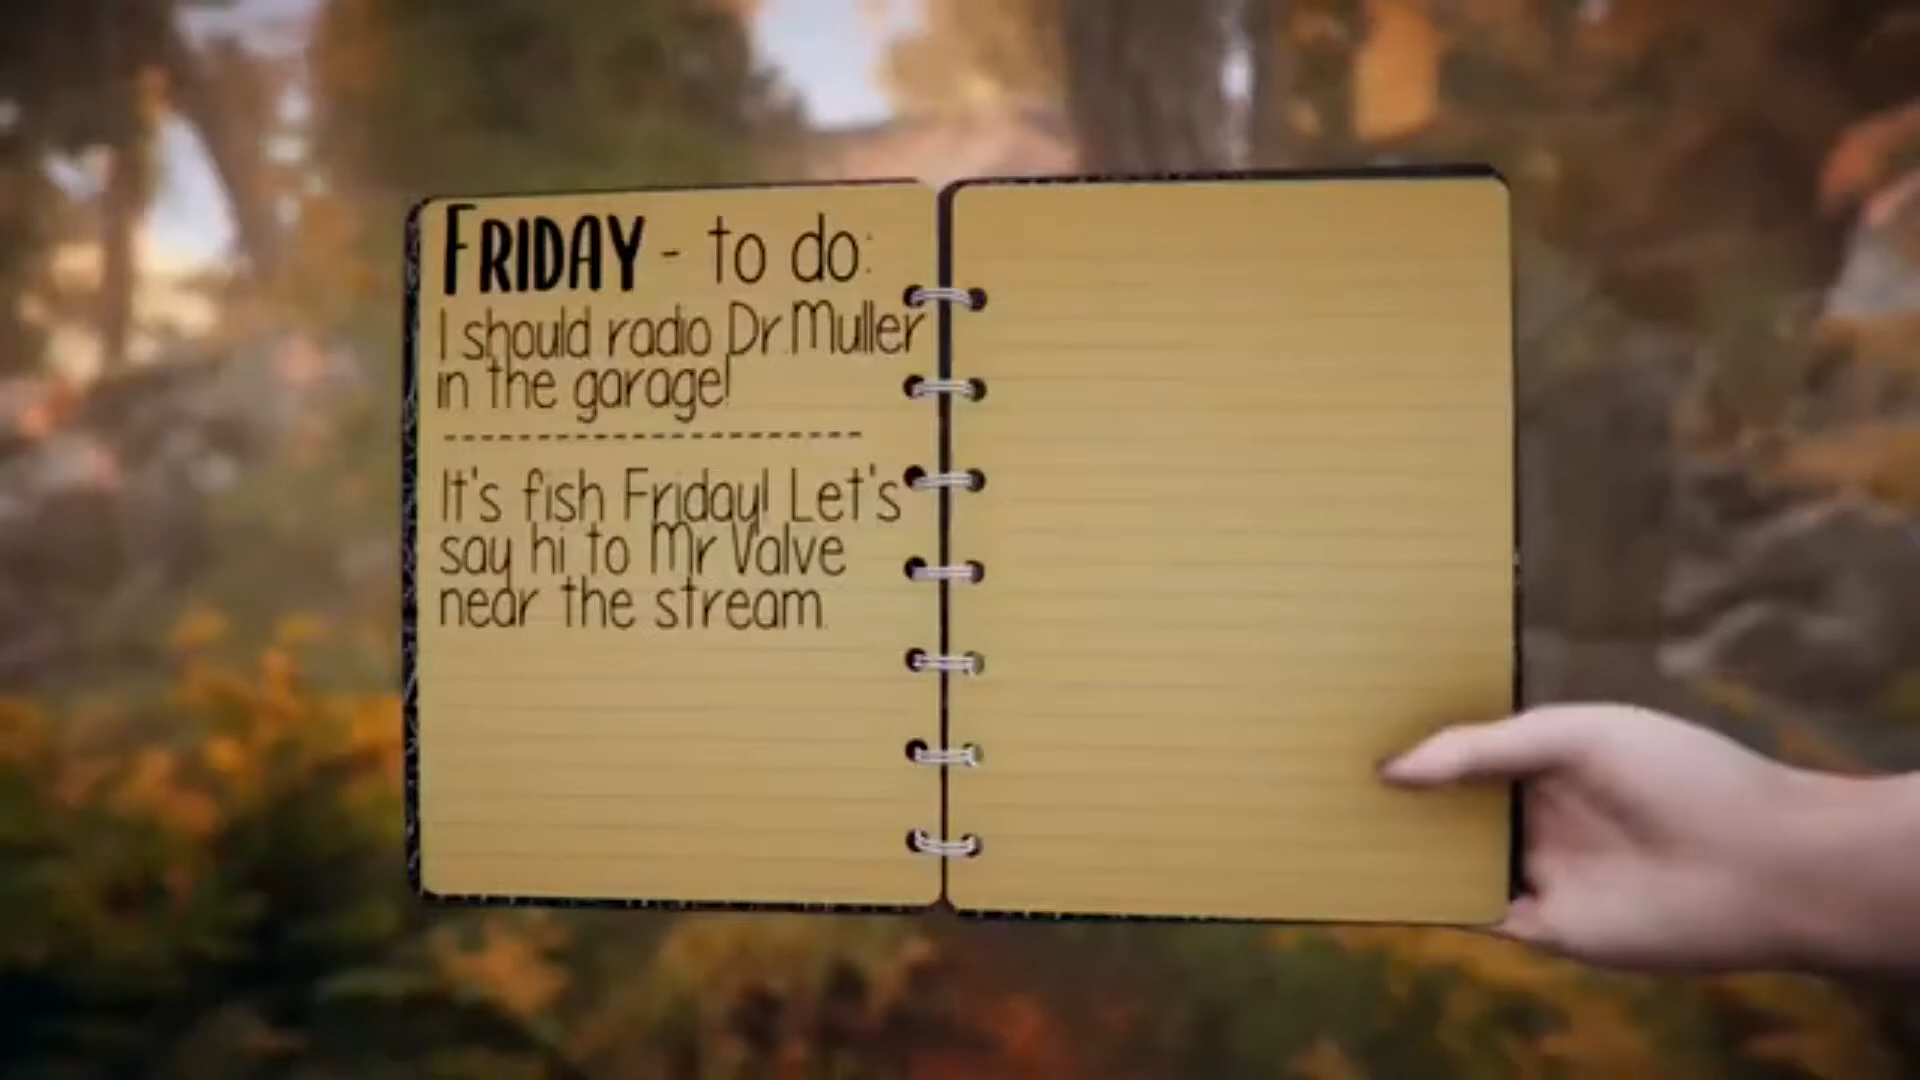 FRIDAY - to do:
I should radio Dr. Muller
in the garage!
--------------------
It's fish Friday! Let's
say hi to Mr Valve
near the stream.